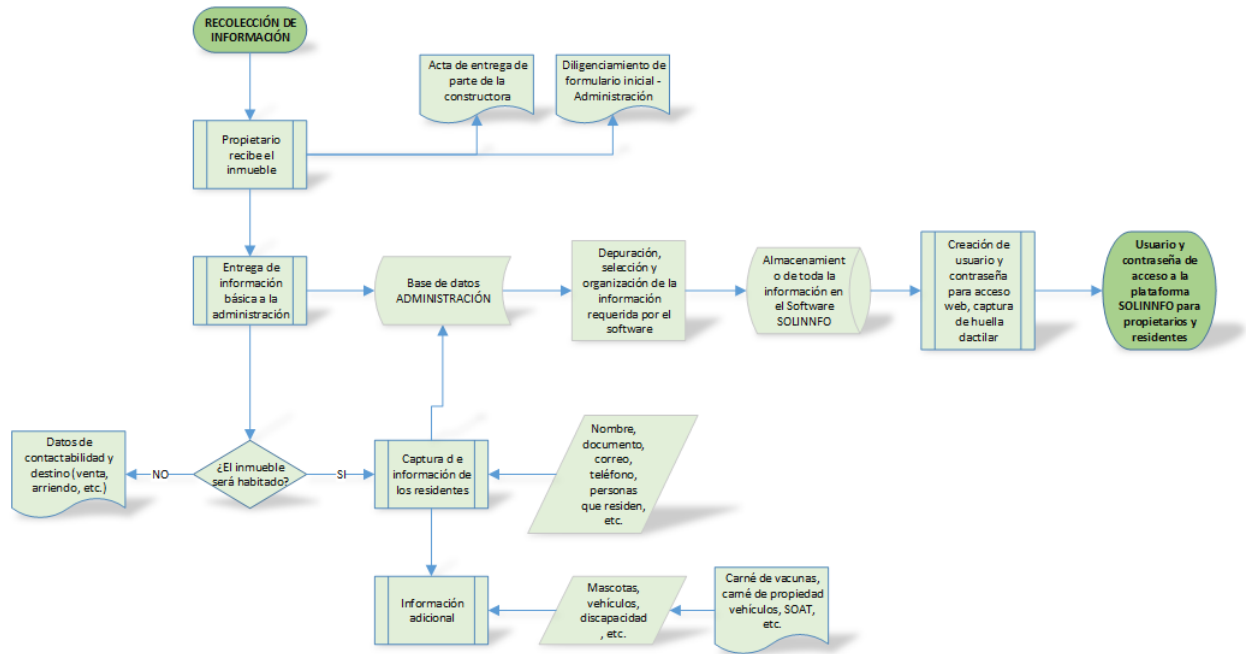 RECOLECCIÓN DE
INFORMACIÓN
Acta de entrega de
parte de la
constructora
Diligenciamiento de
formulario inicial -
Administración
Propietario
recibe el
inmueble
Entrega de
información
básica a la
administración
Base de datos
ADMINISTRACIÓN
Depuración,
selección y
organización de la
información
requerida por el
software
Almacenamient
o de toda la
información en
el Software
SOLINNFO
Creación de
usuario y
contraseña
para acceso
web, captura
de huella
dactilar
Usuario y
contraseña de
acceso a la
plataforma
SOLINNFO para
propietarios y
residentes
Datos de
contactabilidad y
destino (venta,
arriendo, etc.)
NO
¿El inmueble
será habitado?
SI
Captura de
información de
los residentes
Nombre,
documento,
correo,
teléfono,
personas
que residen,
etc.
Información
adicional
Mascotas,
vehículos,
discapacidad
, etc.
Carné de vacunas,
carné de propiedad
vehículos, SOAT,
etc.